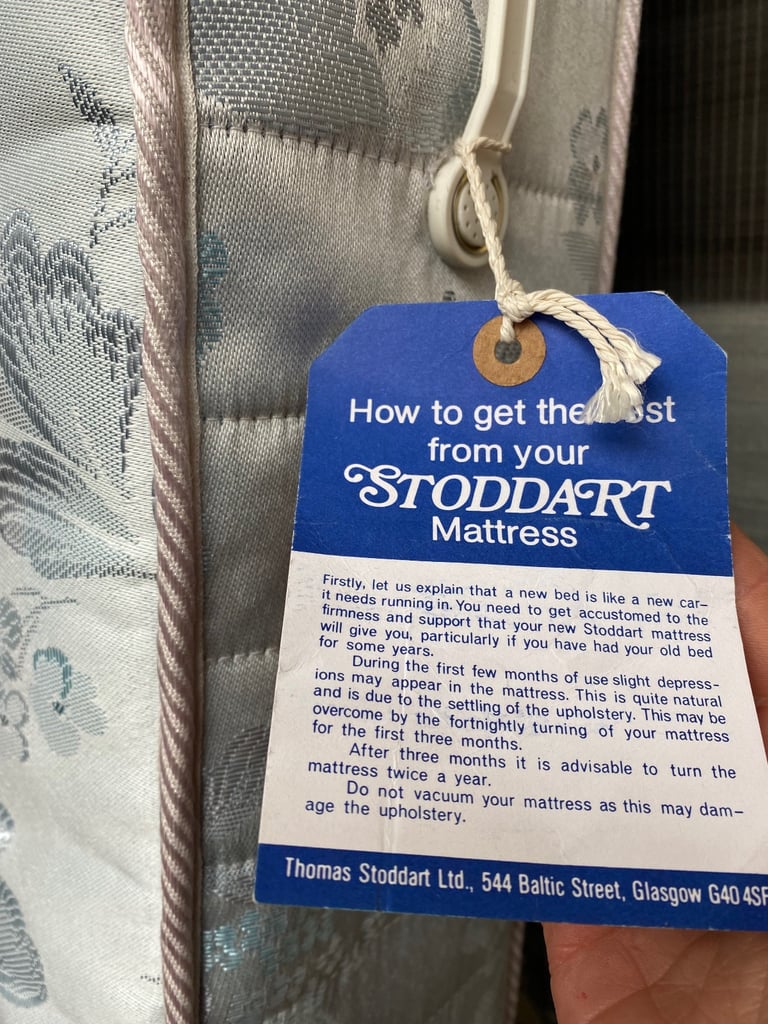 How to get the best
from your
STODDART
Mattress
Firstly, let us explain that a new bed is like a new car–
it needs running in. You need to get accustomed to the
firmness and support that your new Stoddart mattress
will give you, particularly if you have had your old bed
for some years.
During the first few months of use slight depress–
ions may appear in the mattress. This is quite natural
and is due to the settling of the upholstery. This may be
overcome by the fortnightly turning of your mattress
for the first three months.
After three months it is advisable to turn the
mattress twice a year.
Do not vacuum your mattress as this may dam–
age the upholstery.
Thomas Stoddart Ltd., 544 Baltic Street, Glasgow G40 4SF